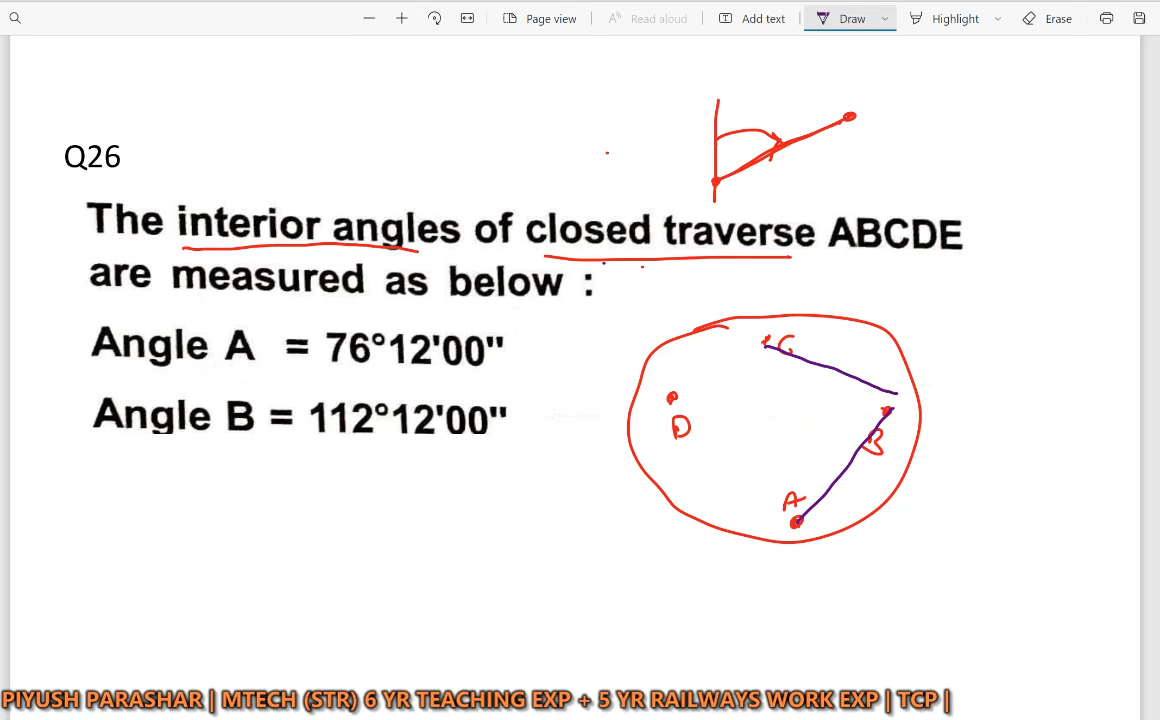 Page view
Read aloud
Add text
Draw
Highlight
Erase
Q26
The interior angles of closed traverse ABCDE
are measured as below :
Angle A = 76°12'00"
Angle B = 112°12'00"
C
D
B
A
PIYUSH PARASHAR | MTECH (STR) 6 YR TEACHING EXP + 5 YR RAILWAYS WORK EXP | TCP |